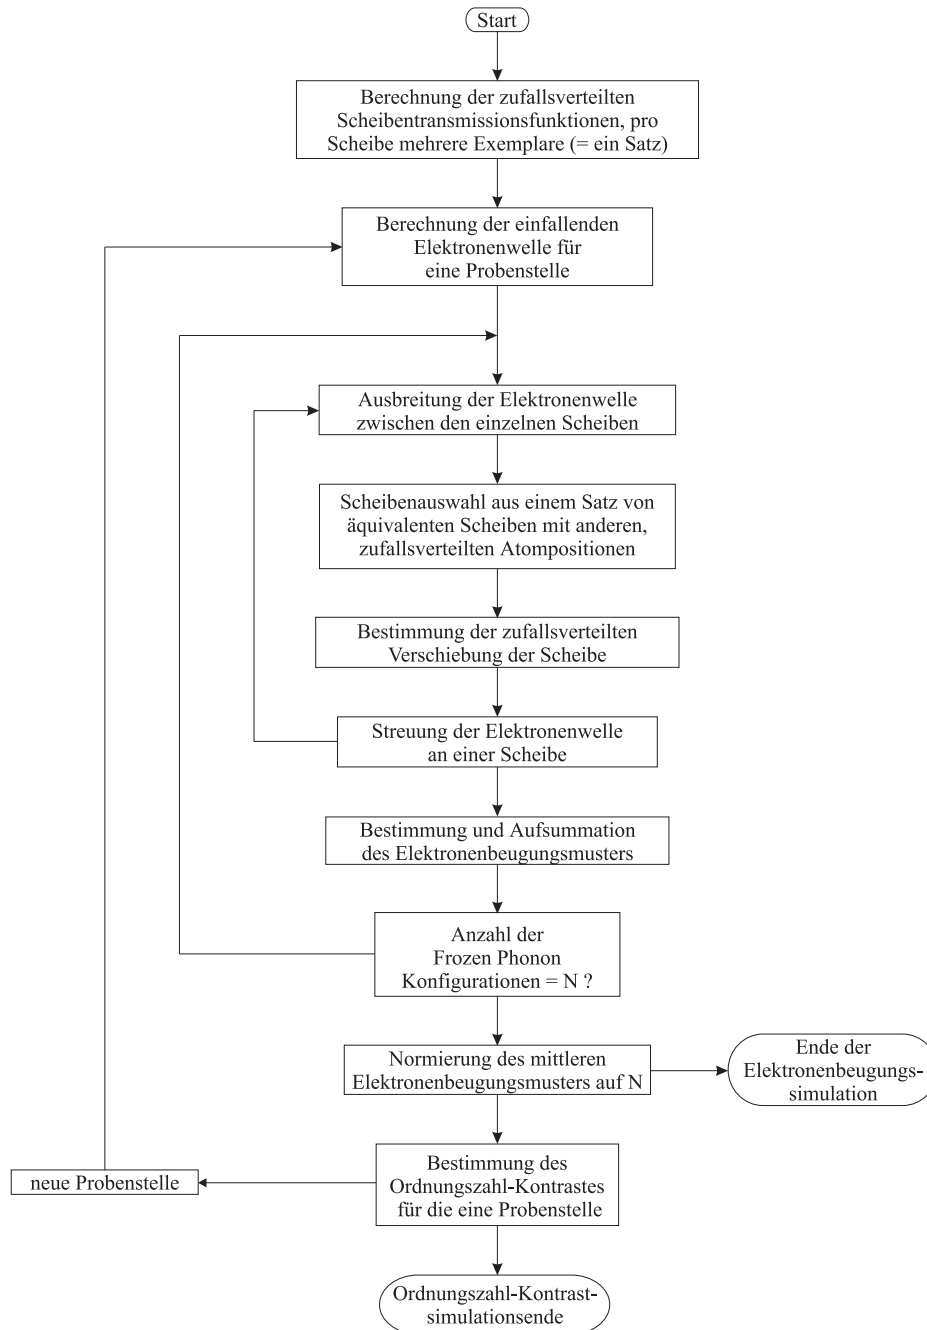 Start
Berechnung der zufallsverteilten
Scheibentransmissionsfunktionen, pro
Scheibe mehrere Exemplare (= ein Satz)
Berechnung der einfallenden
Elektronenwelle für
eine Probenstelle
Ausbreitung der Elektronenwelle
zwischen den einzelnen Scheiben
Scheibenauswahl aus einem Satz von
äquivalenten Scheiben mit anderen,
zufallsverteilten Atompositionen
Bestimmung der zufallsverteilten
Verschiebung der Scheibe
Streuung der Elektronenwelle
an einer Scheibe
Bestimmung und Aufsummation
des Elektronenbeugungsmusters
Anzahl der
Frozen Phonon
Konfigurationen = N ?
Normierung des mittleren
Elektronenbeugungsmusters auf N
Ende der
Elektronenbeugungs-
simulation
Bestimmung des
Ordnungszahl-Kontrastes
für die eine Probenstelle
neue Probenstelle
Ordnungszahl-Kontrast-
simulationsende